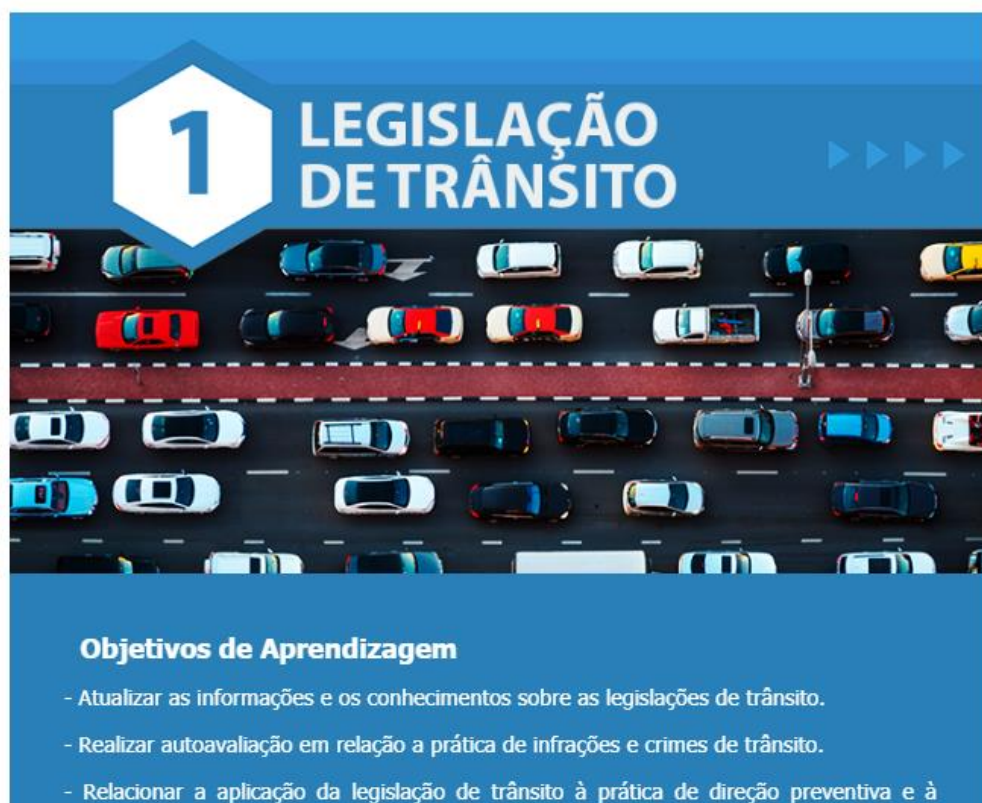 1
LEGISLAÇÃO
DE TRÂNSITO
Objetivos de Aprendizagem
- Atualizar as informações e os conhecimentos sobre as legislações de trânsito.
- Realizar autoavaliação em relação a prática de infrações e crimes de trânsito.
- Relacionar a aplicação da legislação de trânsito à prática de direção preventiva e à